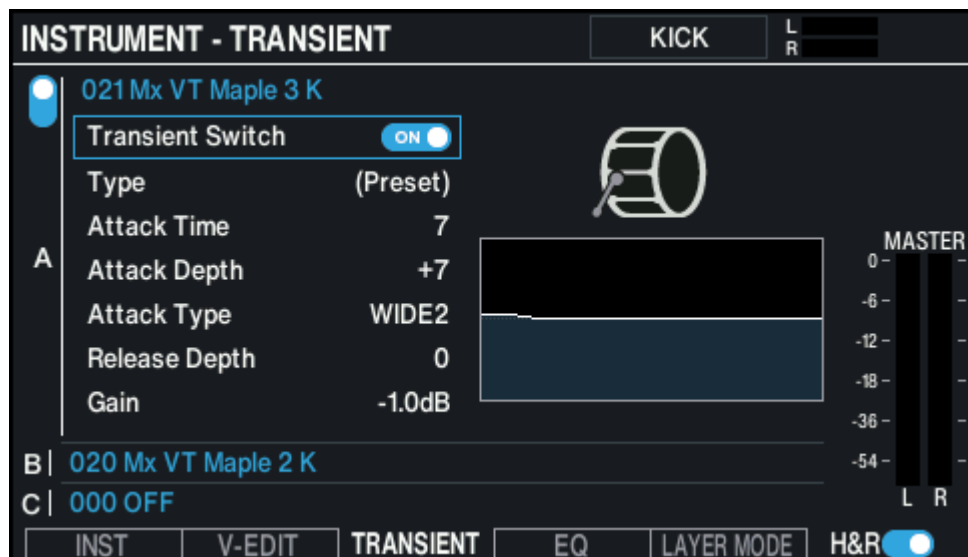 INSTRUMENT - TRANSIENT KICK L R
021 Mx VT Maple 3 K
Transient Switch ON
Type (Preset)
Attack Time 7
Attack Depth +7
Attack Type WIDE2
Release Depth 0
Gain -1.0dB
A
MASTER
0
-6
-12
-18
-36
-54
L R
B 020 Mx VT Maple 2 K
C 000 OFF
INST V-EDIT TRANSIENT EQ LAYER MODE H&R